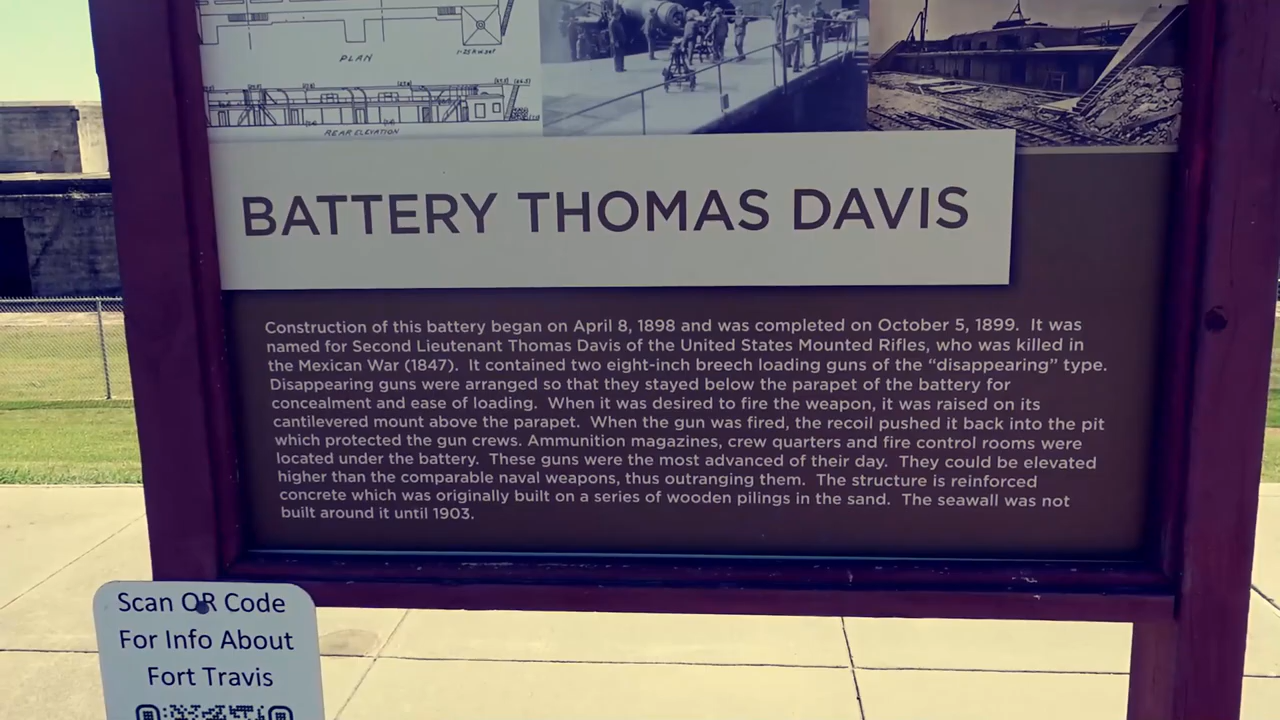 PLAN
REAR ELEVATION
BATTERY THOMAS DAVIS
Construction of this battery began on April 8, 1898 and was completed on October 5, 1899. It was
named for Second Lieutenant Thomas Davis of the United States Mounted Rifles, who was killed in
the Mexican War (1847). It contained two eight-inch breech loading guns of the “disappearing” type.
Disappearing guns were arranged so that they stayed below the parapet of the battery for
concealment and ease of loading. When it was desired to fire the weapon, it was raised on its
cantilevered mount above the parapet. When the gun was fired, the recoil pushed it back into the pit
which protected the gun crews. Ammunition magazines, crew quarters and fire control rooms were
located under the battery. These guns were the most advanced of their day. They could be elevated
higher than the comparable naval weapons, thus outranging them. The structure is reinforced
concrete which was originally built on a series of wooden pilings in the sand. The seawall was not
built around it until 1903.
Scan QR Code
For Info About
Fort Travis